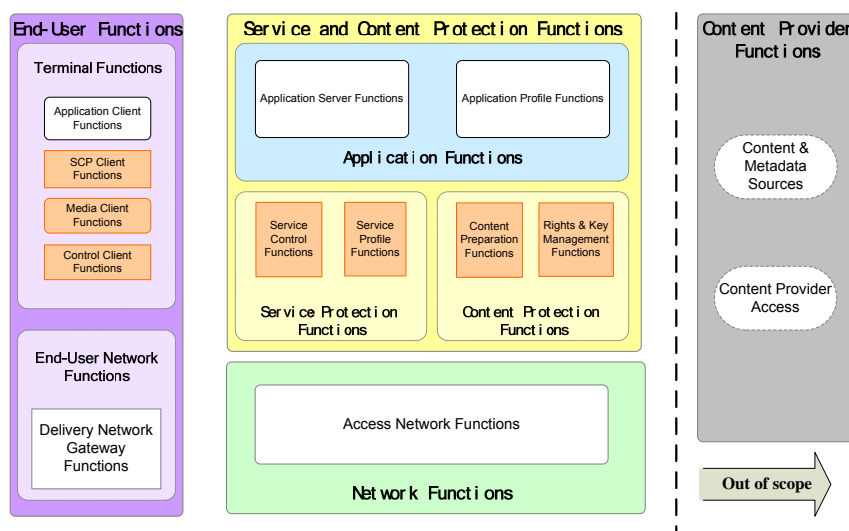 End-User Functions
Terminal Functions
Application Client
Functions
SCP Client
Functions
Media Client
Functions
Control Client
Functions
End-User Network
Functions
Delivery Network
Gateway
Functions
Service and Content Protection Functions
Application Server Functions
Application Profile Functions
Application Functions
Service
Control
Functions
Service
Profile
Functions
Service Protection
Functions
Content
Preparation
Functions
Rights & Key
Management
Functions
Content Protection
Functions
Access Network Functions
Network Functions
Content Provider
Functions
Content &
Metadata
Sources
Content Provider
Access
Out of scope